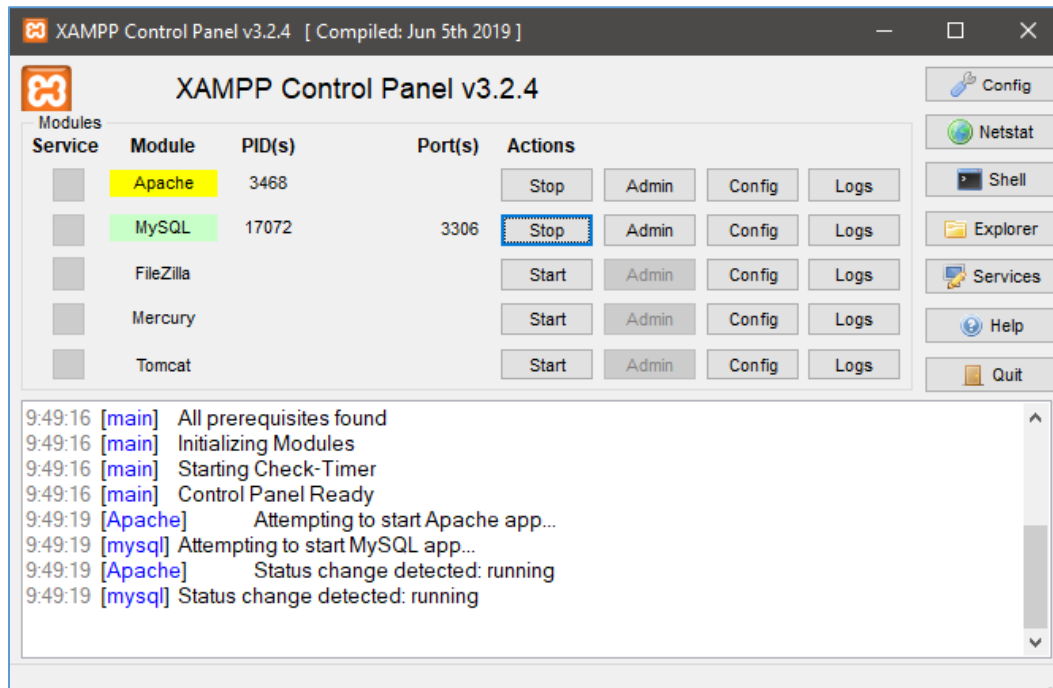 XAMPP Control Panel v3.2.4 [ Compiled: Jun 5th 2019 ]
XAMPP Control Panel v3.2.4
Config
Modules
Netstat
Service Module PID(s) Port(s) Actions
Apache 3468 Stop Admin Config Logs
Shell
MySQL 17072 3306 Stop Admin Config Logs
Explorer
FileZilla Start Admin Config Logs
Services
Mercury Start Admin Config Logs
Help
Tomcat Start Admin Config Logs
Quit
9:49:16 [main] All prerequisites found
9:49:16 [main] Initializing Modules
9:49:16 [main] Starting Check-Timer
9:49:16 [main] Control Panel Ready
9:49:19 [Apache] Attempting to start Apache app...
9:49:19 [mysql] Attempting to start MySQL app...
9:49:19 [Apache] Status change detected: running
9:49:19 [mysql] Status change detected: running